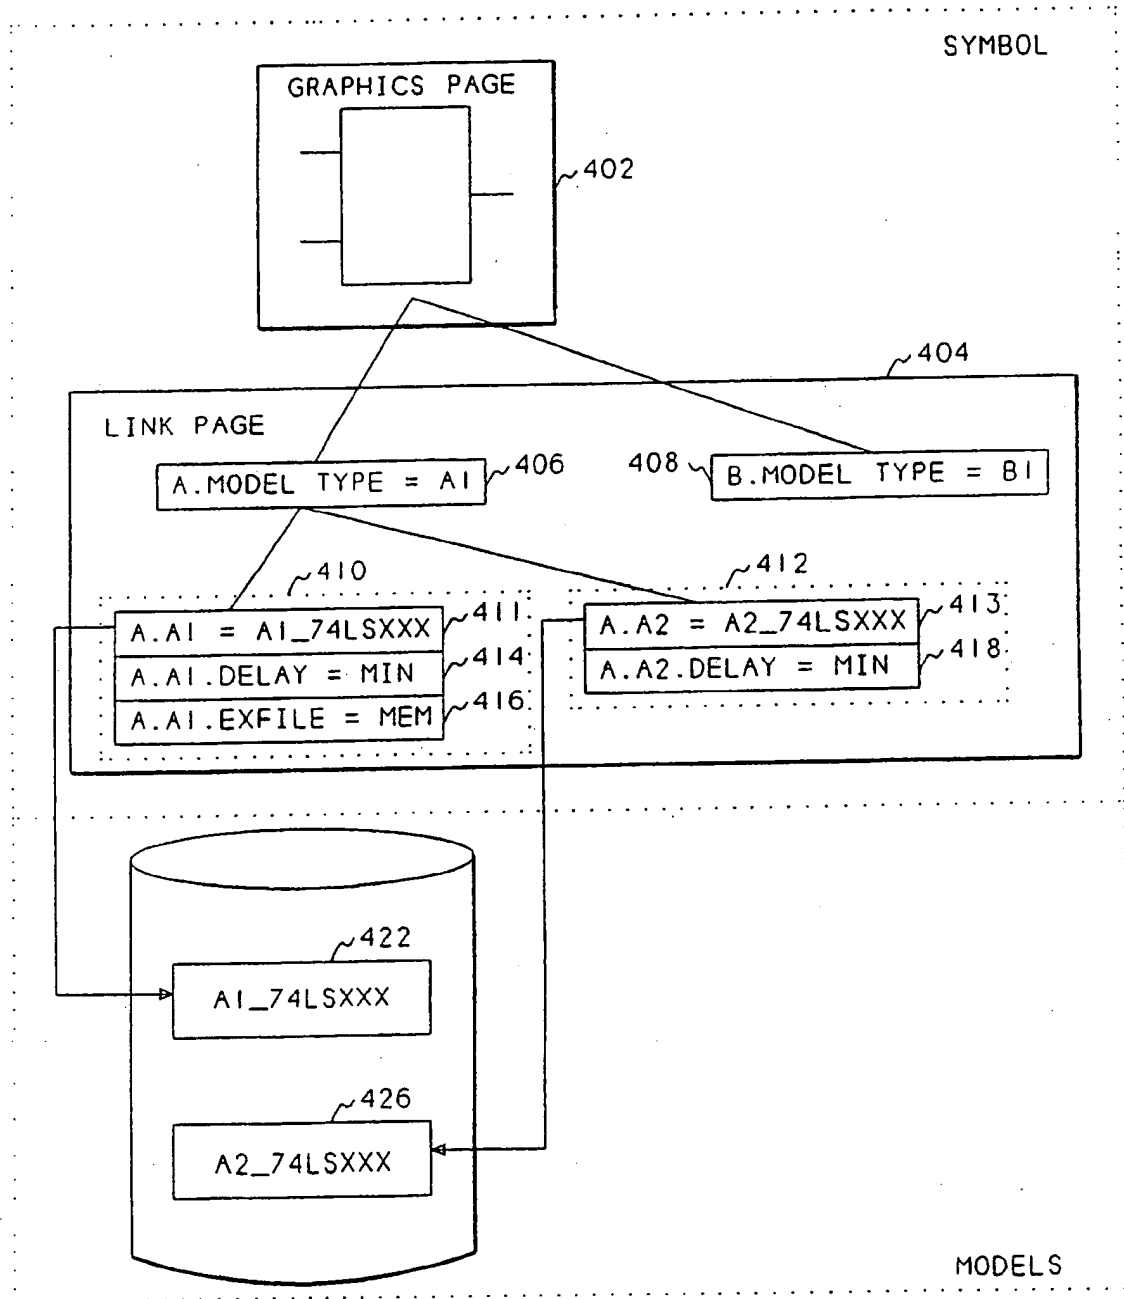 SYMBOL
GRAPHICS PAGE
402
404
LINK PAGE
A.MODEL TYPE = A1
406
408
B.MODEL TYPE = B1
410
412
A.A1 = A1_74LSXXX
411
A.A1.DELAY = MIN
414
A.A1.EXFILE = MEM
416
A.A2 = A2_74LSXXX
413
A.A2.DELAY = MIN
418
422
A1_74LSXXX
426
A2_74LSXXX
MODELS